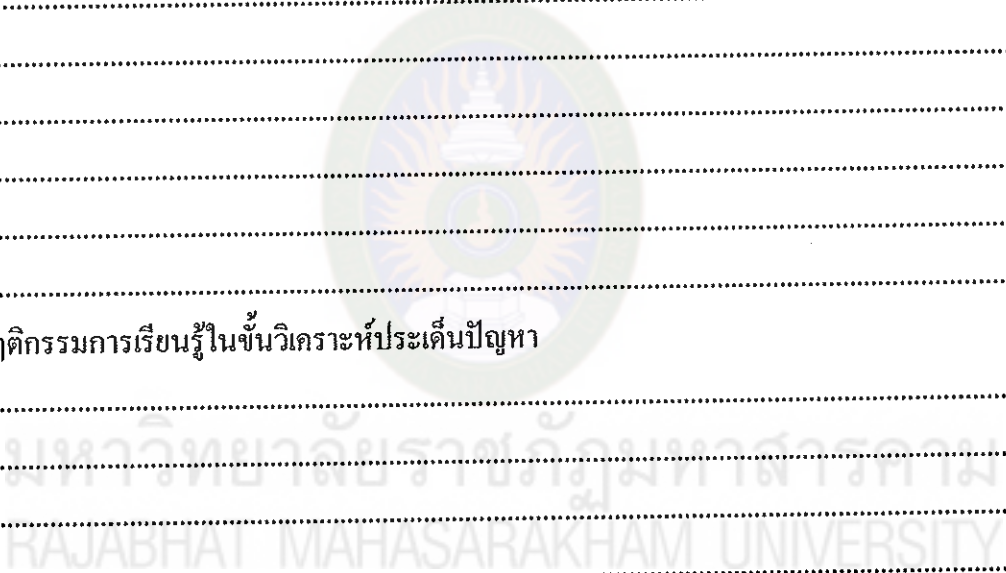 ติกรรมการเรียนรู้ในขั้นวิเคราะห์ประเด็นปัญหา
มหาวิทยาลัยราชภัฏมหาสารคาม
RAJABHAT MAHASARAKHAM UNIVERSITY